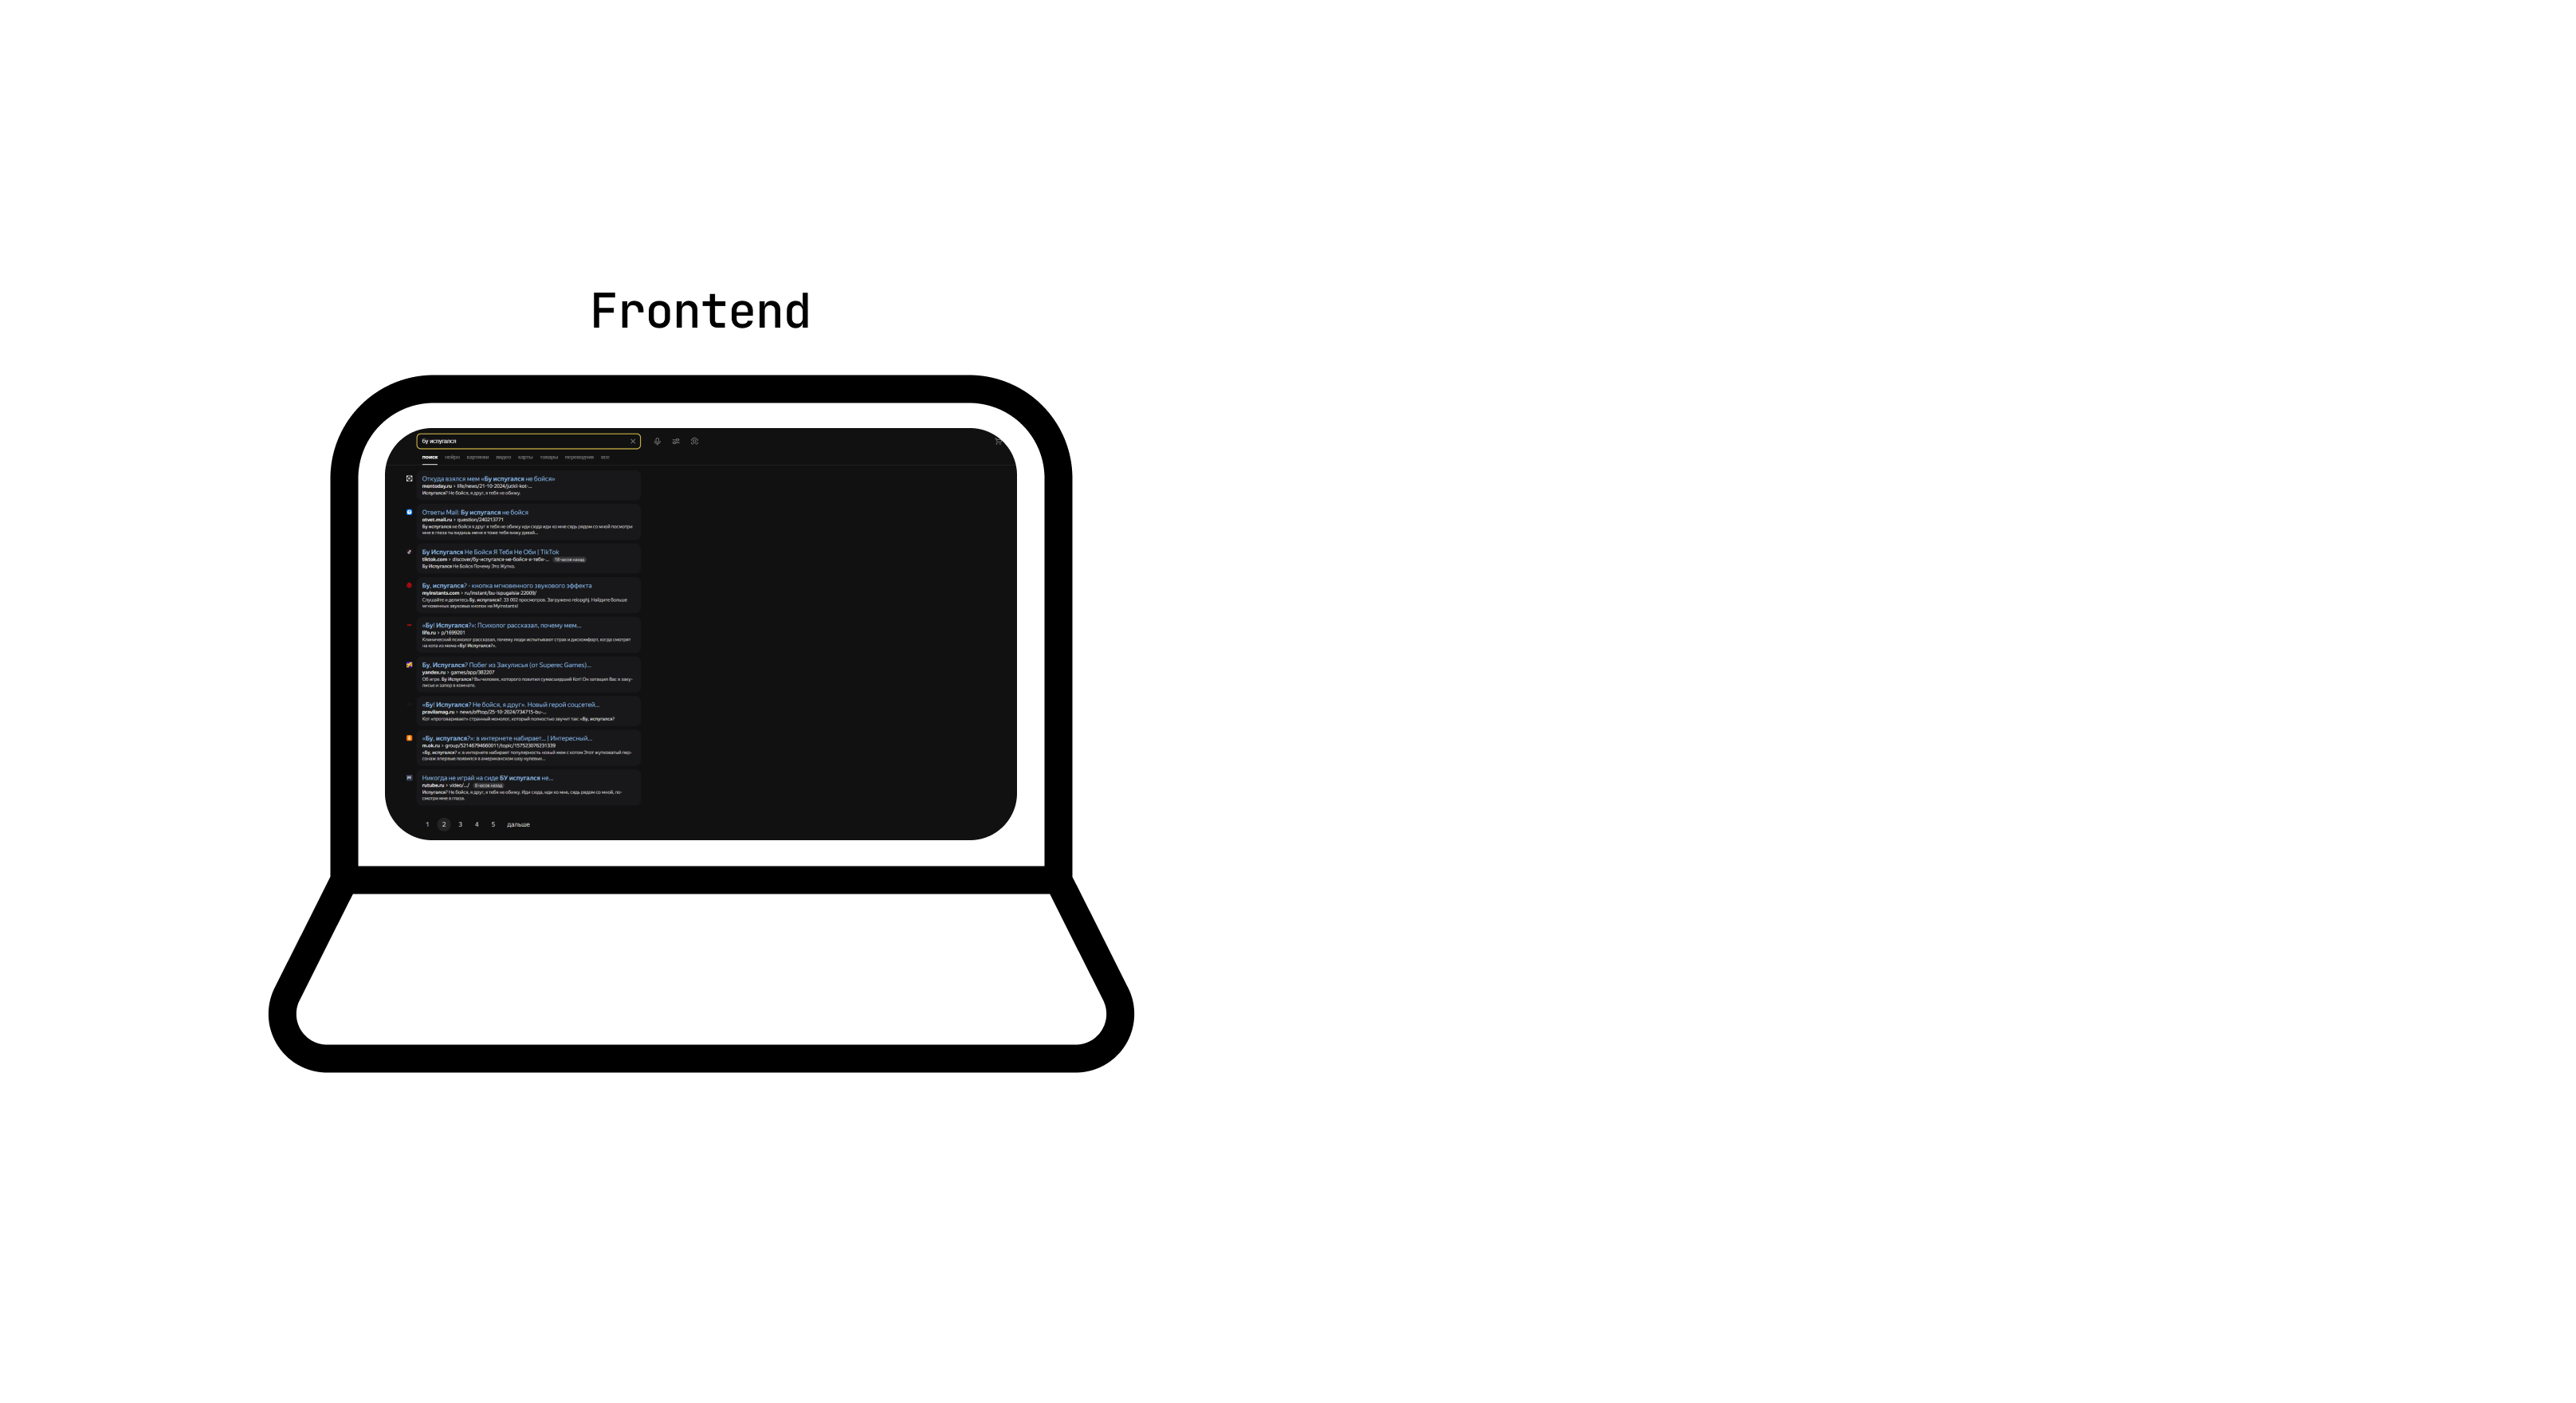 Frontend
бу испугался
поиск нейро картинки видео карты товары переводчик все
Откуда взялся мем «Бу испугался не бойся»
mentoday.ru › life/news/21-10-2024/jutkii-kot-...
Испугался? Не бойся, я друг, я тебя не обижу.
Ответы Mail: Бу испугался не бойся
otvet.mail.ru › question/240213771
Бу испугался не бойся я друг я тебя не обижу иди сюда иди ко мне сядь рядом со мной посмотри
мне в глаза ты видишь меня я тоже тебя вижу давай...
Бу Испугался Не Бойся Я Тебя Не Оби | TikTok
tiktok.com › discover/бу-испугался-не-бойся-я-тебя-...
Бу Испугался Не Бойся Почему Это Жутко.
Бу, испугался? - кнопка мгновенного звукового эффекта
myinstants.com › ru/instant/bu-ispugalsia-22009/
Слушайте и делитесь Бу, испугался?. 33 002 просмотров. Загружено Найдите больше
мгновенных звуковых кнопок на Myinstants!
«Бу! Испугался?»: Психолог рассказал, почему мем...
life.ru › p/1699201
Клинический психолог рассказал, почему люди испытывают страх и дискомфорт, когда смотрят
на кота из мема «Бу! Испугался?».
Бу, Испугался? Побег из Закулисья (от Superec Games)...
yandex.ru › games/app/382207
Об игре. Бу Испугался? Вы человек, которого похитил сумасшедший Кот! Он затащил Вас в заку-
лисье и запер в комнате.
«Бу! Испугался? Не бойся, я друг». Новый герой соцсетей...
pravilamag.ru › news/offtop/25-10-2024/734715-bu-...
Кот «проговаривает» странный монолог, который полностью звучит так: «Бу, испугался?
«Бу, испугался?»: в интернете набирает... | Интересный...
m.ok.ru › group/52146794660011/topic/157523076231339
«Бу, испугался? »: в интернете набирает популярность новый мем с котом Этот жутковатый пер-
сонаж впервые появился в американском шоу нулевых...
Никогда не играй на сиде БУ испугался не...
rutube.ru › video/.../
Испугался? Не бойся, я друг, я тебя не обижу. Иди сюда, иди ко мне, сядь рядом со мной, по-
смотри мне в глаза.
1 2 3 4 5 дальше